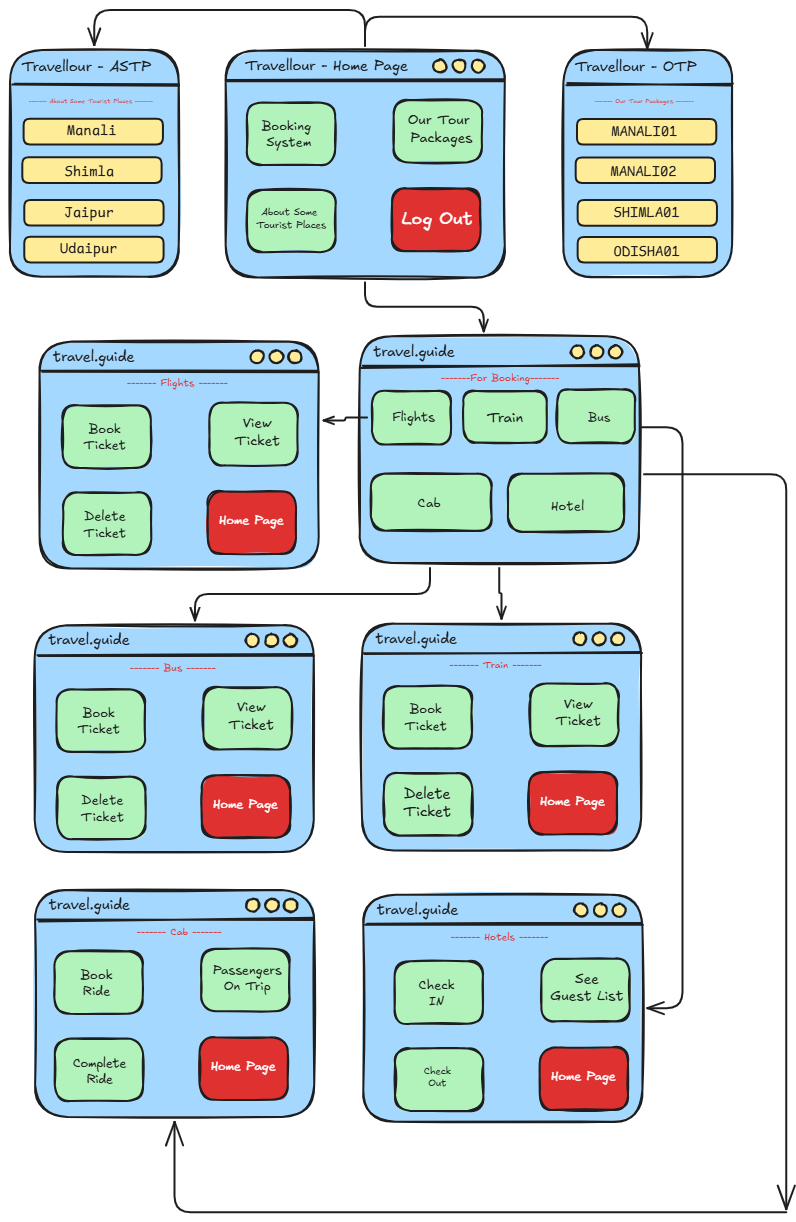 Travellour - ASTP
------ About Some Tourist Places ------
Manali
Shimla
Jaipur
Udaipur
Travellour - Home Page
Booking
System
Our Tour
Packages
About Some
Tourist Places
Log Out
Travellour - OTP
------ Our Tour Packages ------
MANALI01
MANALI02
SHIMLA01
ODISHA01
travel.guide
------- Flights -------
Book
Ticket
View
Ticket
Delete
Ticket
Home Page
travel.guide
-------For Booking-------
Flights
Train
Bus
Cab
Hotel
travel.guide
------- Bus -------
Book
Ticket
View
Ticket
Delete
Ticket
Home Page
travel.guide
------- Train -------
Book
Ticket
View
Ticket
Delete
Ticket
Home Page
travel.guide
------- Cab -------
Book
Ride
Passengers
On Trip
Complete
Ride
Home Page
travel.guide
------- Hotels -------
Check
IN
See
Guest List
Check
Out
Home Page